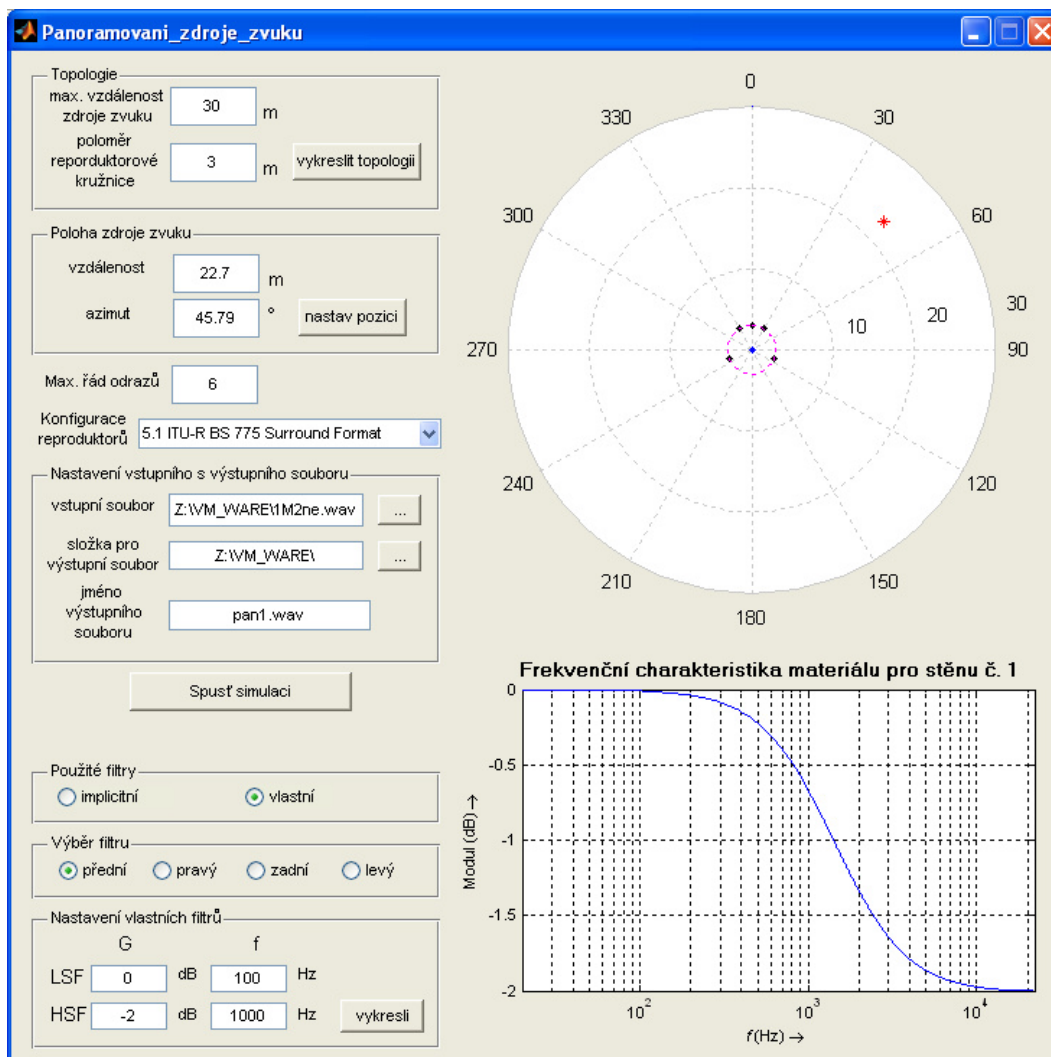 Panoramovani_zdroje_zvuku
Topologie
max. vzdálenost
zdroje zvuku
30
m
poloměr
reporduktorové
kružnice
3
m
vykreslit topologii
Poloha zdroje zvuku
vzdálenost
22.7
m
azimut
45.79
°
nastav pozici
Max. řád odrazů
6
Konfigurace
reproduktorů
5.1 ITU-R BS 775 Surround Format
Nastavení vstupního s výstupního souboru
vstupní soubor
Z:\VM_WARE\1M2ne.wav
...
složka pro
výstupní soubor
Z:\VM_WARE\
...
jméno
výstupního
souboru
pan1.wav
Spusť simulaci
Použité filtry
implicitní
vlastní
Výběr filtru
přední
pravý
zadní
levý
Nastavení vlastních filtrů
G
f
LSF
0
dB
100
Hz
HSF
-2
dB
1000
Hz
vykresli
0
330
30
300
60
30
20
10
270
90
240
120
210
150
180
Frekvenční charakteristika materiálu pro stěnu č. 1
0
-0.5
-1
-1.5
-2
Modul (dB) →
10²
10³
10⁴
f(Hz) →